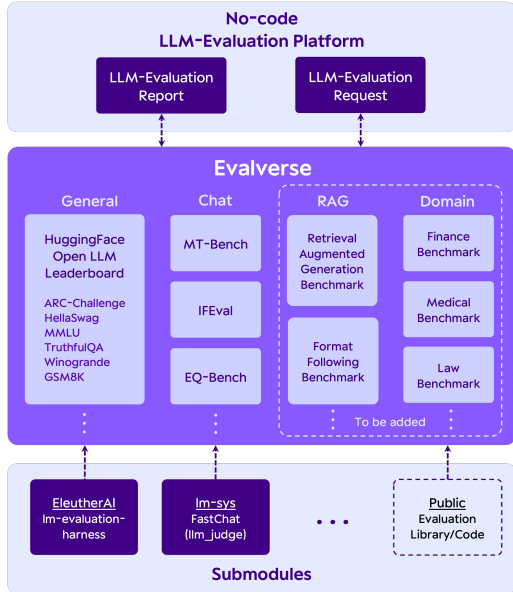 No-code
LLM-Evaluation Platform
LLM-Evaluation
Report
LLM-Evaluation
Request
Evalverse
General
Chat
RAG
Domain
HuggingFace
Open LLM
Leaderboard
ARC-Challenge
HellaSwag
MMLU
TruthfulQA
Winogrande
GSM8K
MT-Bench
IFEval
EQ-Bench
Retrieval
Augmented
Generation
Benchmark
Format
Following
Benchmark
Finance
Benchmark
Medical
Benchmark
Law
Benchmark
To be added
EleutherAI
lm-evaluation-
harness
lm-sys
FastChat
(llm_judge)
Public
Evaluation
Library/Code
Submodules